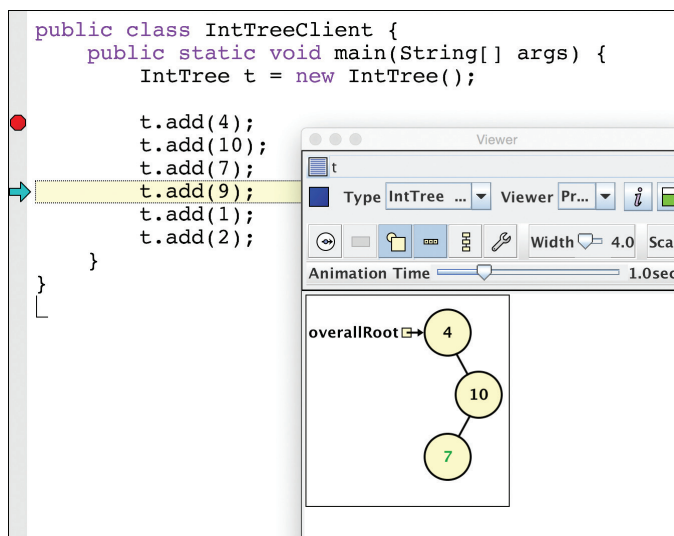 public class IntTreeClient {
public static void main(String[] args) {
IntTree t = new IntTree();
t.add(4);
t.add(10);
t.add(7);
t.add(9);
t.add(1);
t.add(2);
}
}
Viewer
t
Type IntTree ... Viewer Pr... i
Width 4.0 Sca
Animation Time 1.0sec
overallRoot 4
10
7